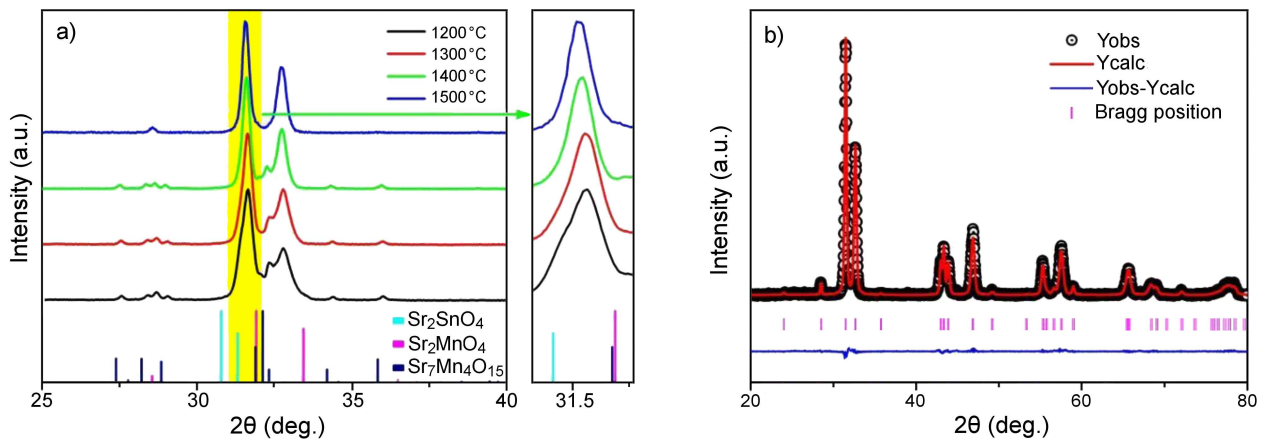 a)
1200°C
1300°C
1400°C
1500°C
Intensity (a.u.)
Sr2SnO4
Sr2MnO4
Sr7Mn4O15
25 30 35 40
31.5
2θ (deg.)
b)
Yobs
Ycalc
Yobs-Ycalc
Bragg position
Intensity (a.u.)
20 40 60 80
2θ (deg.)